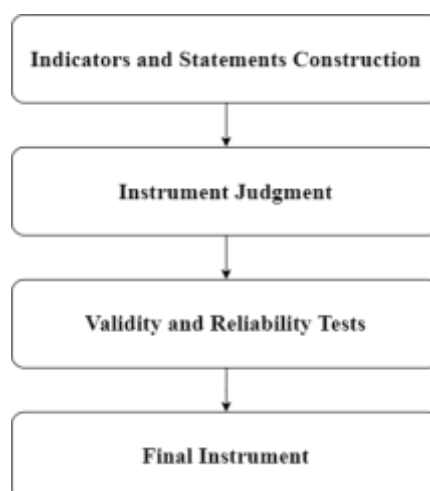 Indicators and Statements Construction
Instrument Judgment
Validity and Reliability Tests
Final Instrument